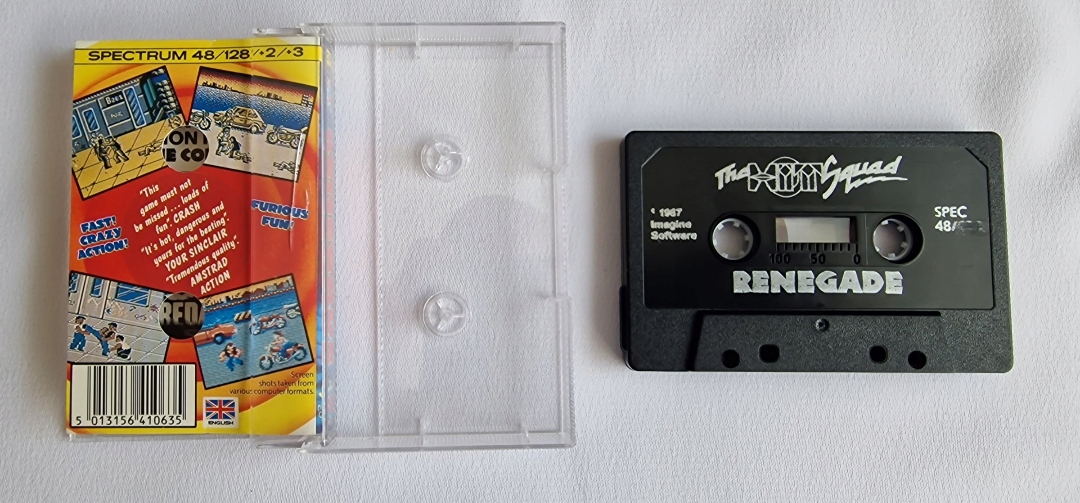 SPECTRUM 48/128/+2/+3
"This
game must not
be missed... loads of
fun". CRASH
"It's hot, dangerous and
yours for the beating".
YOUR SINCLAIR
"Tremendous quality".
AMSTRAD
ACTION
FAST!
CRAZY
ACTION!
FURIOUS
FUN!
Screen
shots taken from
various computer formats.
5 013156 410635
ENGLISH
The HIT Squad
© 1987
Imagine
Software
SPEC
48/
100 50 0
RENEGADE